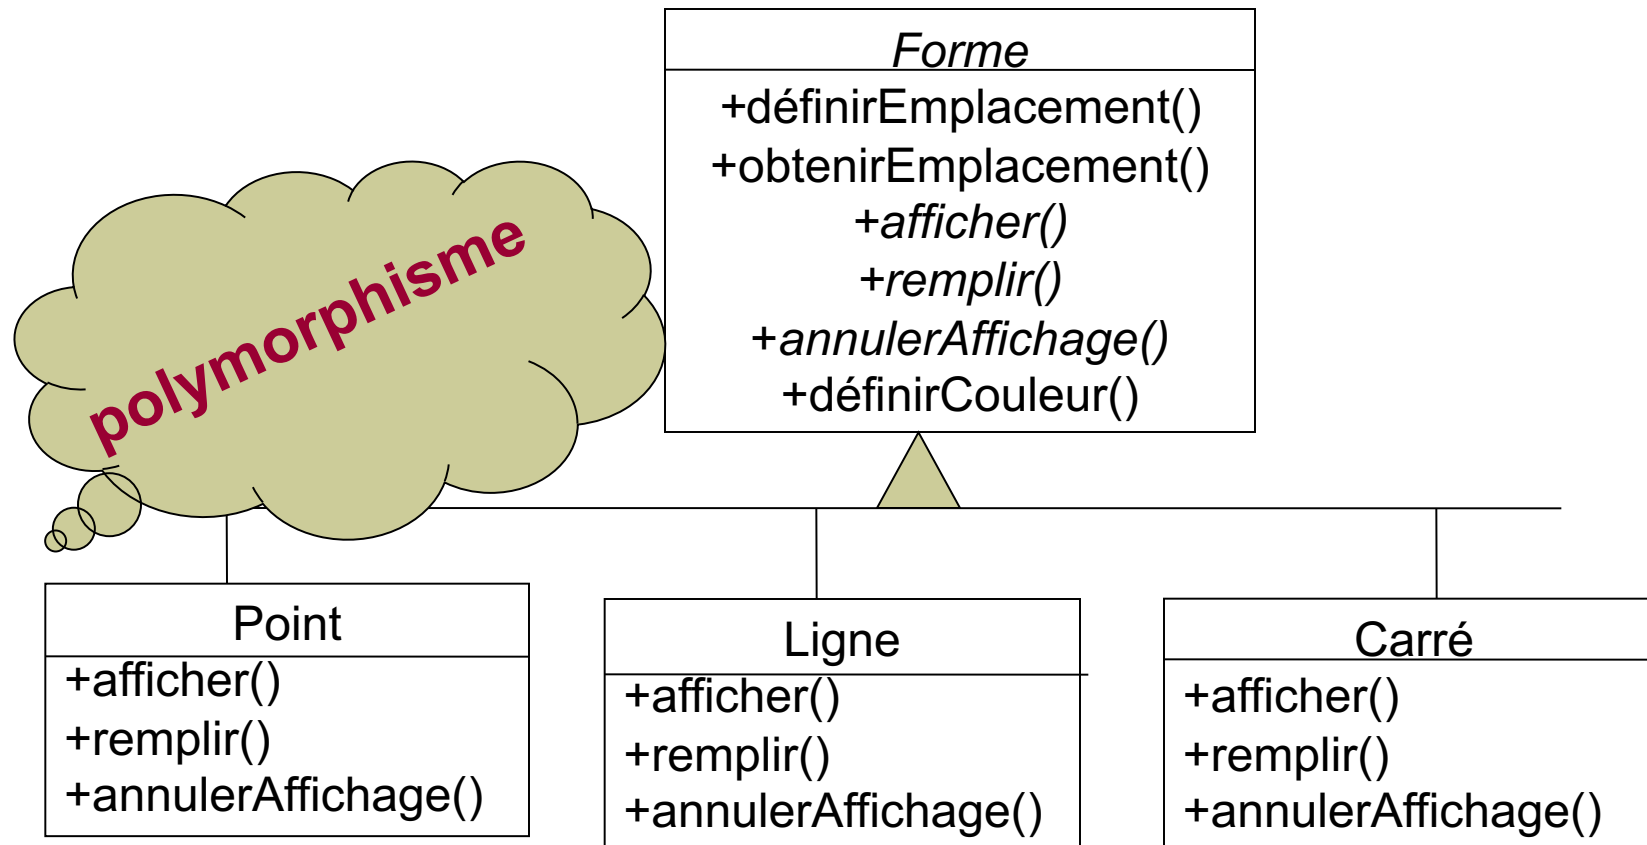 Forme
+définirEmplacement()
+obtenirEmplacement()
+afficher()
+remplir()
+annulerAffichage()
+définirCouleur()
polymorphisme
Point
+afficher()
+remplir()
+annulerAffichage()
Ligne
+afficher()
+remplir()
+annulerAffichage()
Carré
+afficher()
+remplir()
+annulerAffichage()